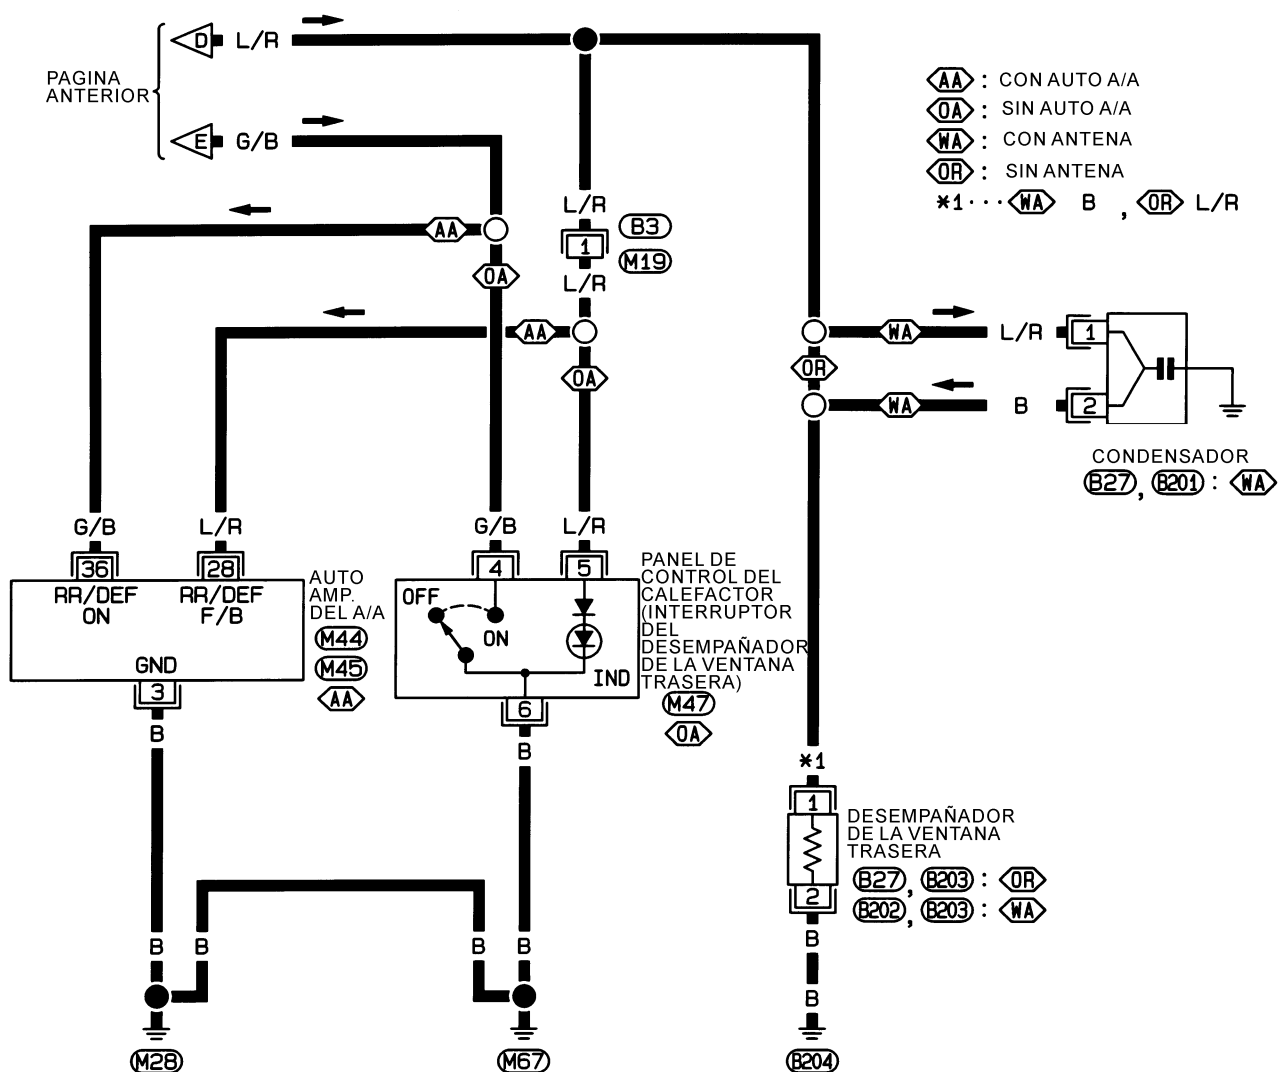 D L/R
PAGINA
ANTERIOR
E G/B
AA : CON AUTO A/A
OA : SIN AUTO A/A
WA : CON ANTENA
OR : SIN ANTENA
*1··· WA B , OR L/R
L/R
B3
1
M19
L/R
AA
OA
AA
OA
WA L/R 1
OR
WA B 2
CONDENSADOR
B27, B201 : WA
G/B L/R G/B L/R
36 28 4 5
RR/DEF
ON
RR/DEF
F/B
GND
3
AUTO
AMP.
DEL A/A
M44
M45
AA
OFF
ON
IND
6
PANEL DE
CONTROL DEL
CALEFACTOR
(INTERRUPTOR
DEL
DESEMPAÑADOR
DE LA VENTANA
TRASERA)
M47
OA
B B
*1
1
2
DESEMPAÑADOR
DE LA VENTANA
TRASERA
B27, B203 : OR
B202, B203 : WA
B B B B B
B
M28 M67 B204